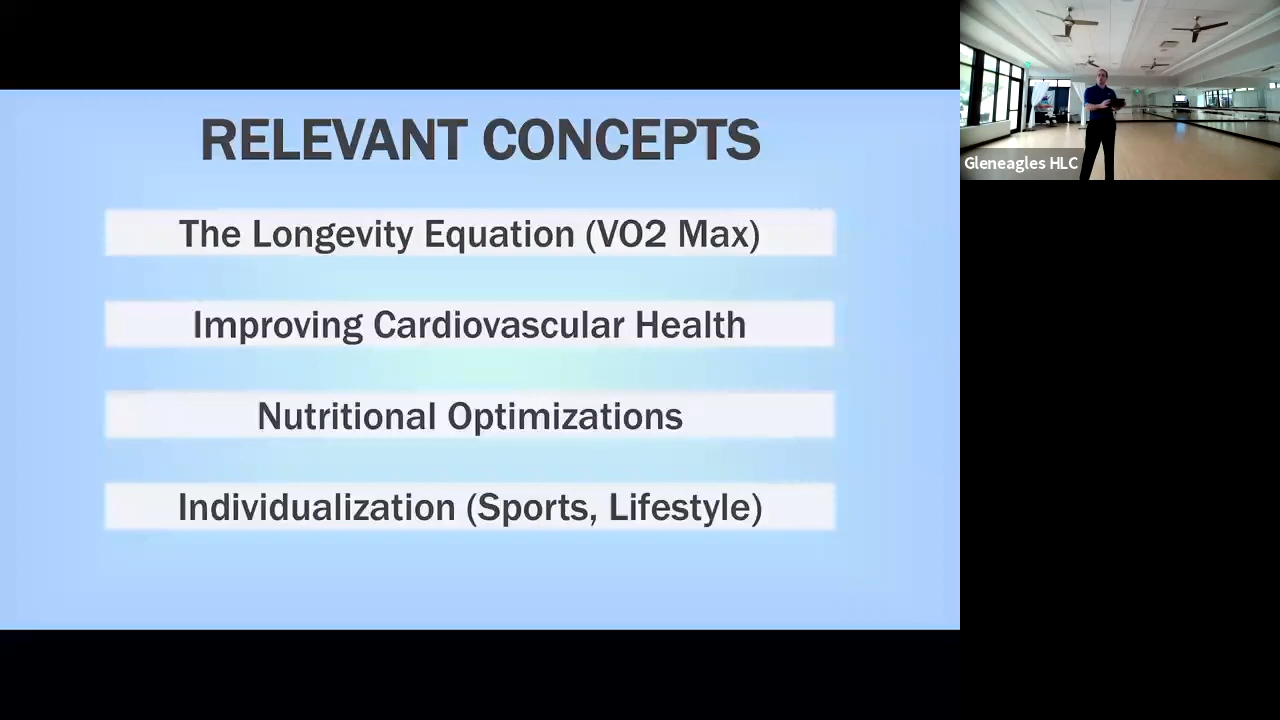 RELEVANT CONCEPTS
The Longevity Equation (VO2 Max)
Improving Cardiovascular Health
Nutritional Optimizations
Individualization (Sports, Lifestyle)
Gleneagles HLC